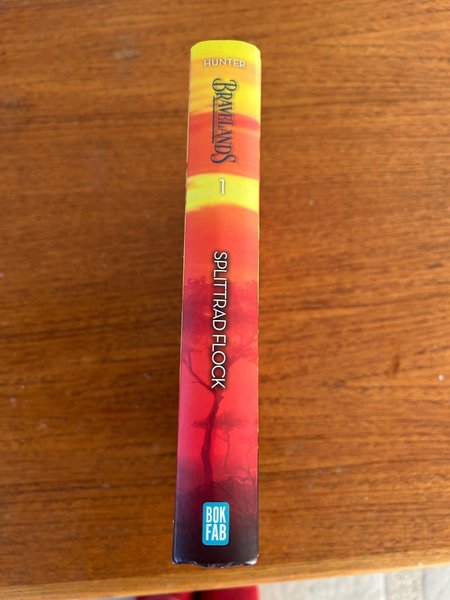 HUNTER
BRAVELANDS
1
SPLITTRAD FLOCK
BOK
FAB